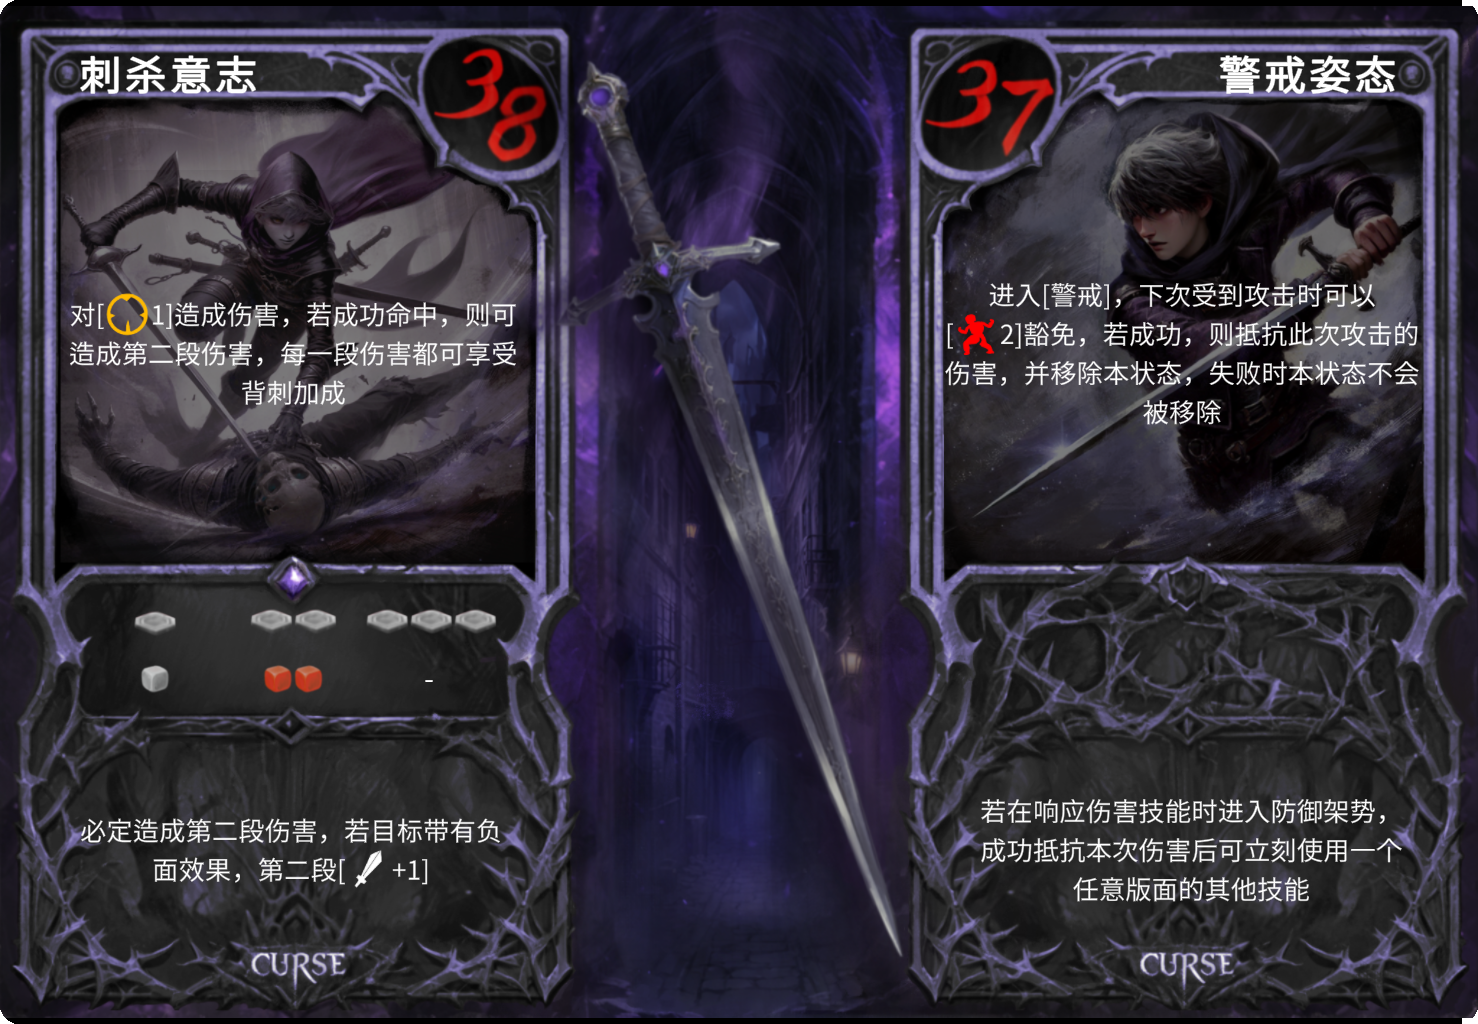 刺杀意志
38
对[1]造成伤害，若成功命中，则可
造成第二段伤害，每一段伤害都可享受
背刺加成
-
必定造成第二段伤害，若目标带有负
面效果，第二段[ +1]
CURSE
37
警戒姿态
进入[警戒]，下次受到攻击时可以
[ 2]豁免，若成功，则抵抗此次攻击的
伤害，并移除本状态，失败时本状态不会
被移除
若在响应伤害技能时进入防御架势，
成功抵抗本次伤害后可立刻使用一个
任意版面的其他技能
CURSE